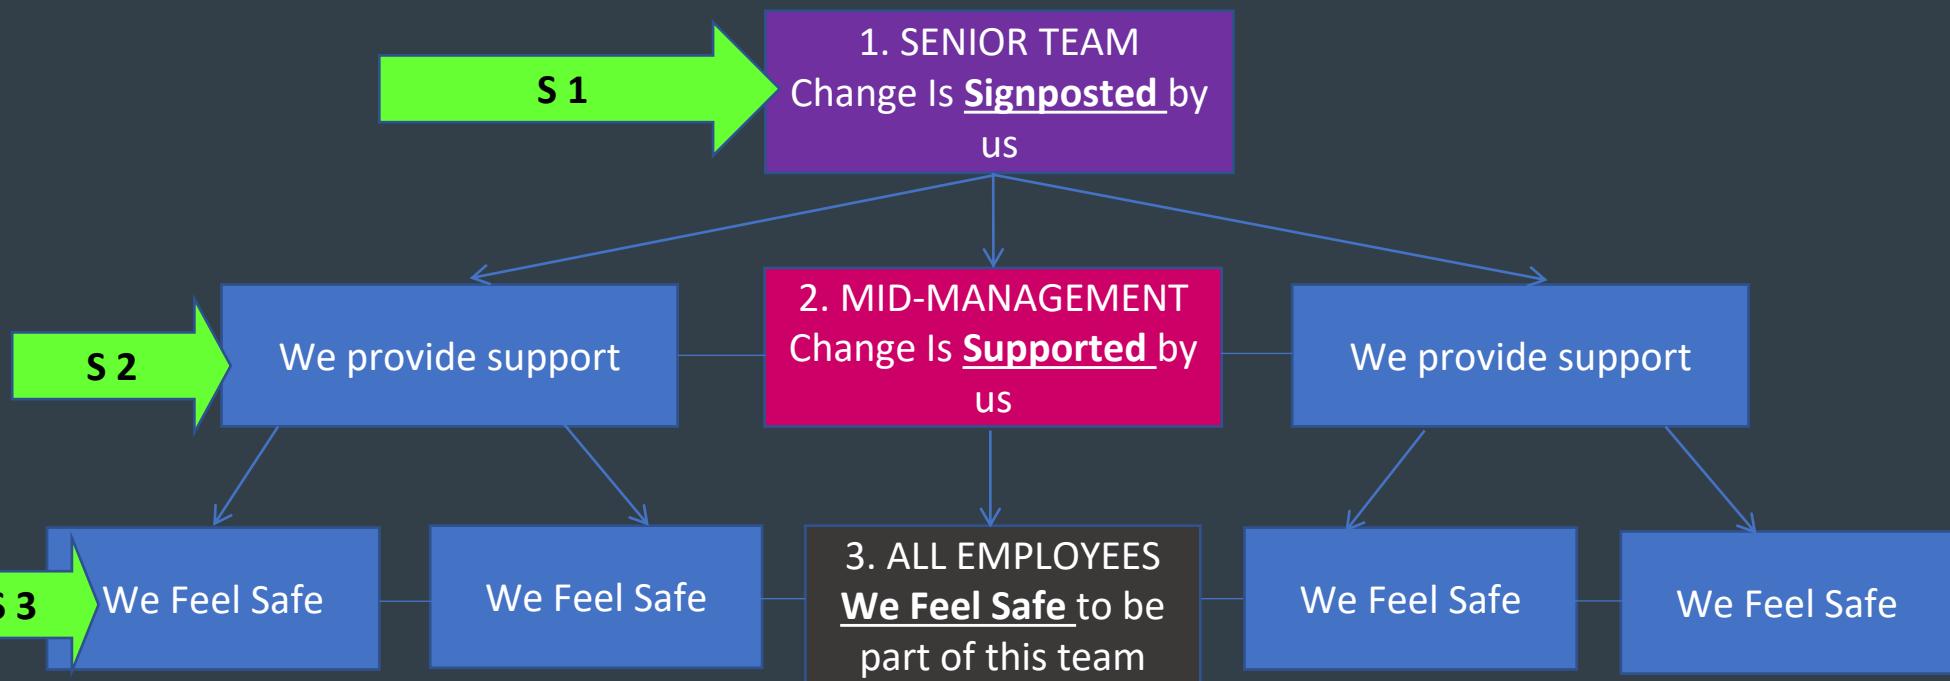 S 1
1. SENIOR TEAM
Change Is Signposted by
us
S 2
We provide support
2. MID-MANAGEMENT
Change Is Supported by
us
We provide support
S 3
We Feel Safe
We Feel Safe
3. ALL EMPLOYEES
We Feel Safe to be
part of this team
We Feel Safe
We Feel Safe